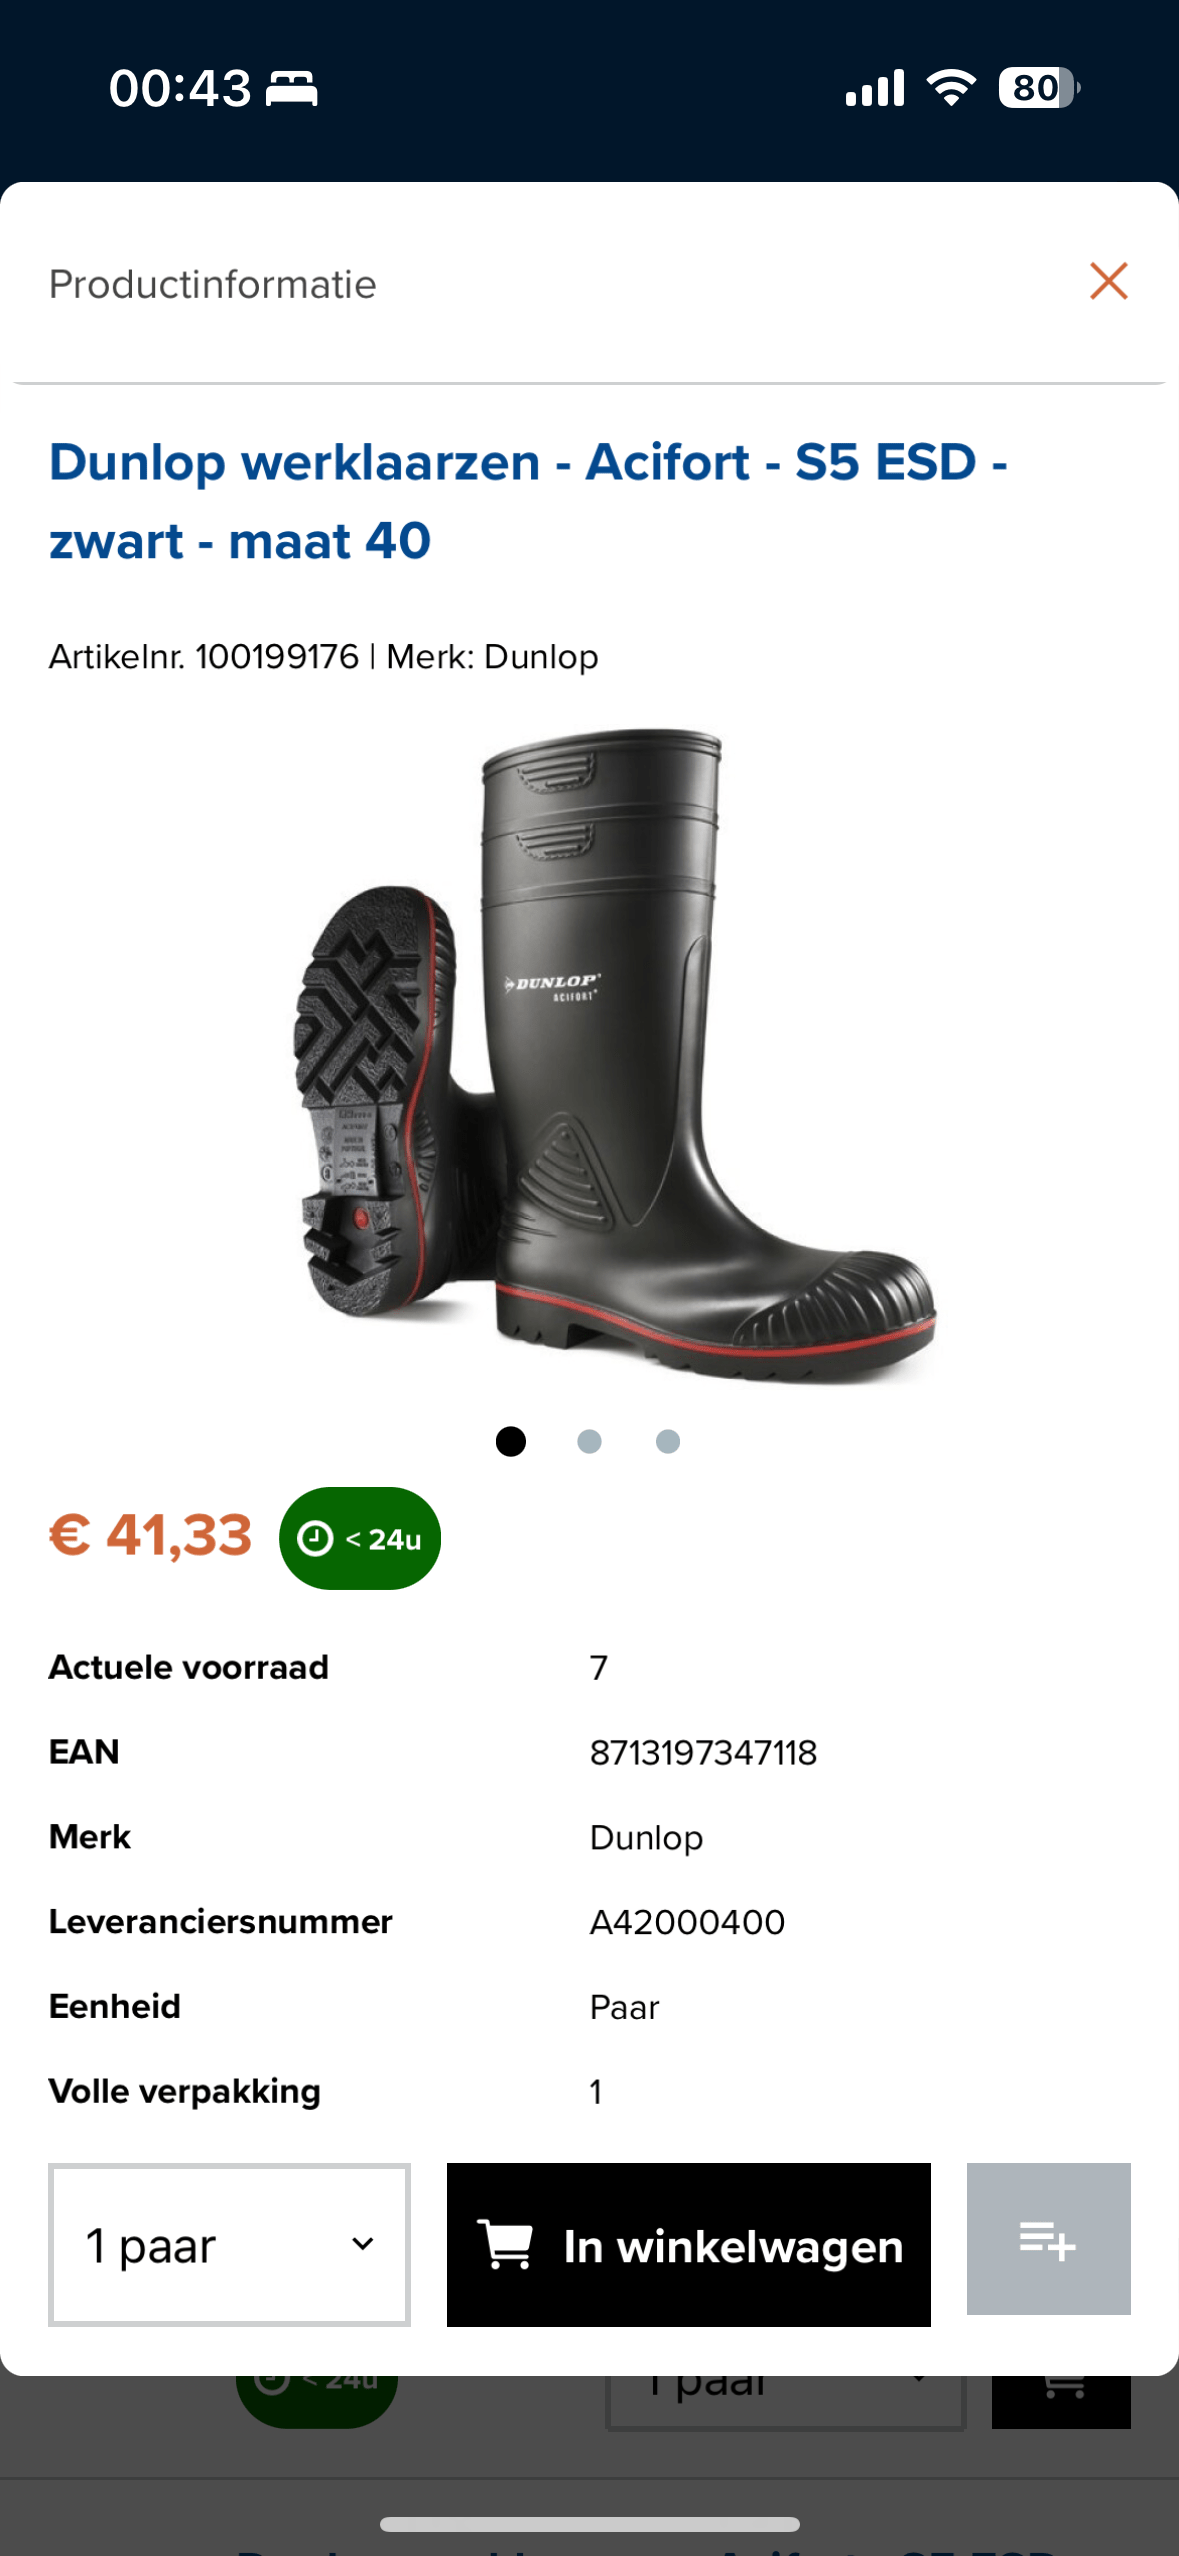 00:43
80
Productinformatie
Dunlop werklaarzen - Acifort - S5 ESD -
zwart - maat 40
Artikelnr. 100199176 | Merk: Dunlop
DUNLOP
ACIFORT
€ 41,33
< 24u
Actuele voorraad 7
EAN 8713197347118
Merk Dunlop
Leveranciersnummer A42000400
Eenheid Paar
Volle verpakking 1
1 paar
In winkelwagen
< 24u
1 paar